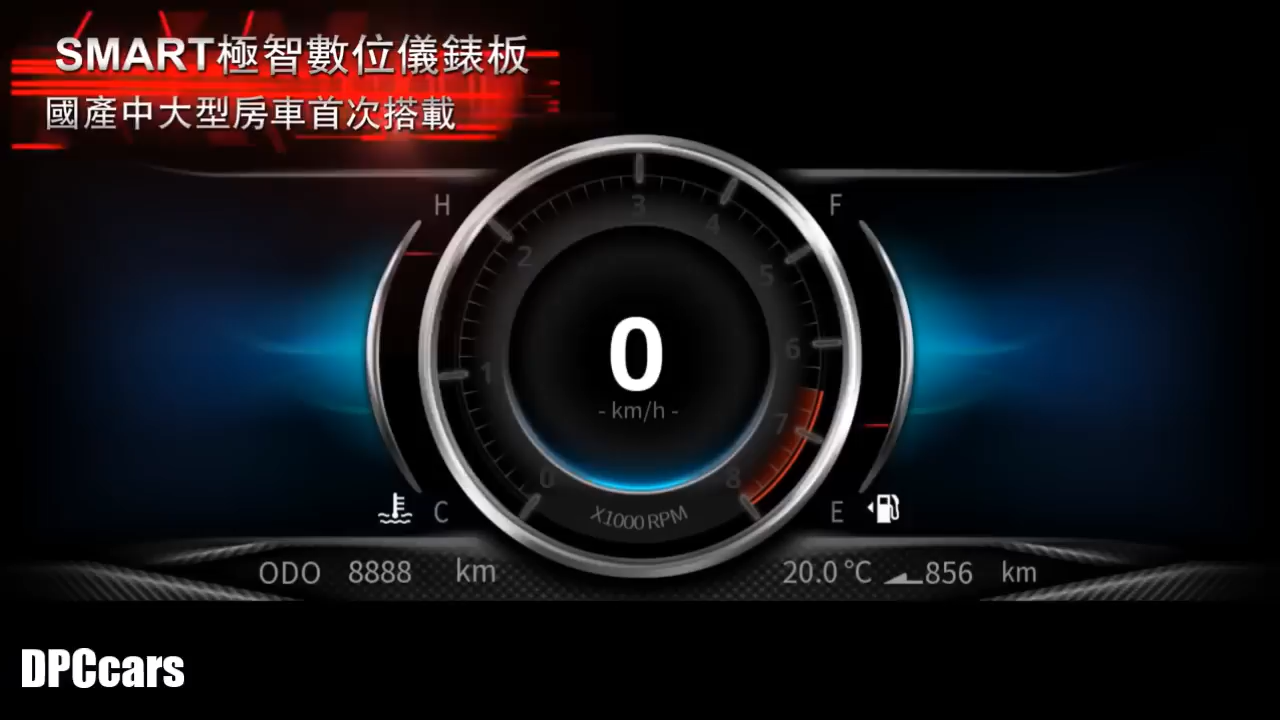 SMART極智數位儀錶板
國產中大型房車首次搭載
H
F
3
2
4
5
1
6
7
0
8
0
- km/h -
X1000 RPM
C
E
ODO 8888 km
20.0 °C 856 km
DPCcars